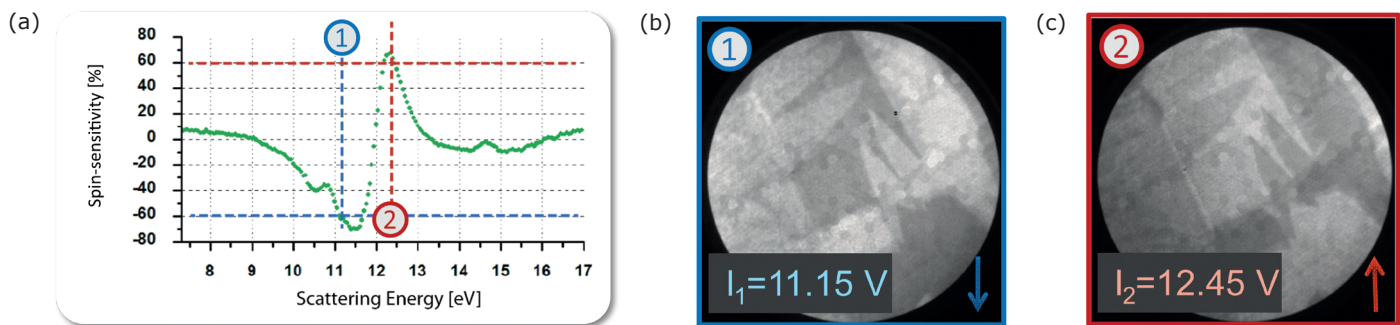 (a)
80
60
40
20
0
-20
-40
-60
-80
Spin-sensitivity [%]
1
2
8 9 10 11 12 13 14 15 16 17
Scattering Energy [eV]
(b)
1
I1=11.15 V
(c)
2
I2=12.45 V